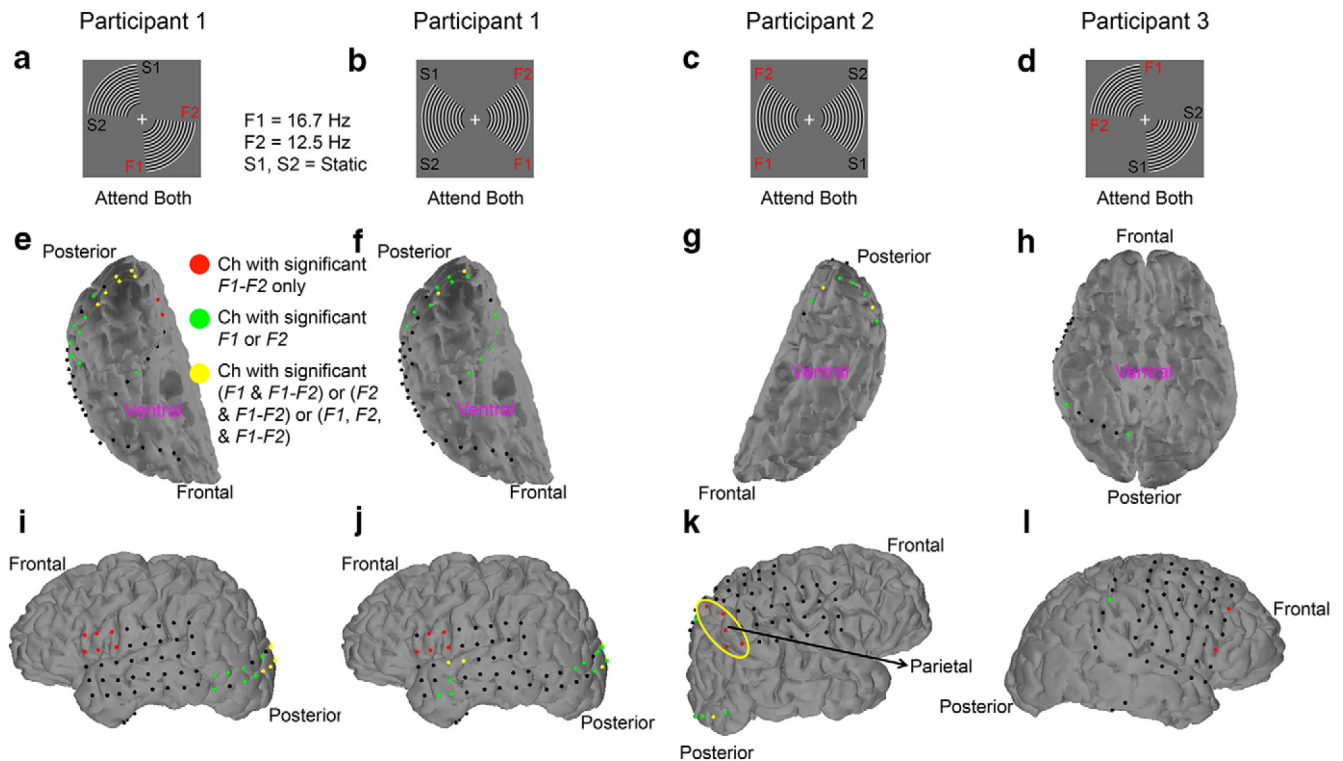 Participant 1
Participant 1
Participant 2
Participant 3
a
S1
F2
S2
F1
Attend Both
F1 = 16.7 Hz
F2 = 12.5 Hz
S1, S2 = Static
b
S1
F2
S2
F1
Attend Both
c
F2
S2
F1
S1
Attend Both
d
F1
S2
F2
S1
Attend Both
e
Posterior
Ventral
Frontal
Ch with significant
F1-F2 only
Ch with significant
F1 or F2
Ch with significant
(F1 & F1-F2) or (F2
& F1-F2) or (F1, F2,
& F1-F2)
f
Posterior
Ventral
Frontal
g
Posterior
Ventral
Frontal
h
Frontal
Ventral
Posterior
i
Frontal
Posterior
j
Frontal
Posterior
k
Frontal
Parietal
Posterior
l
Frontal
Posterior